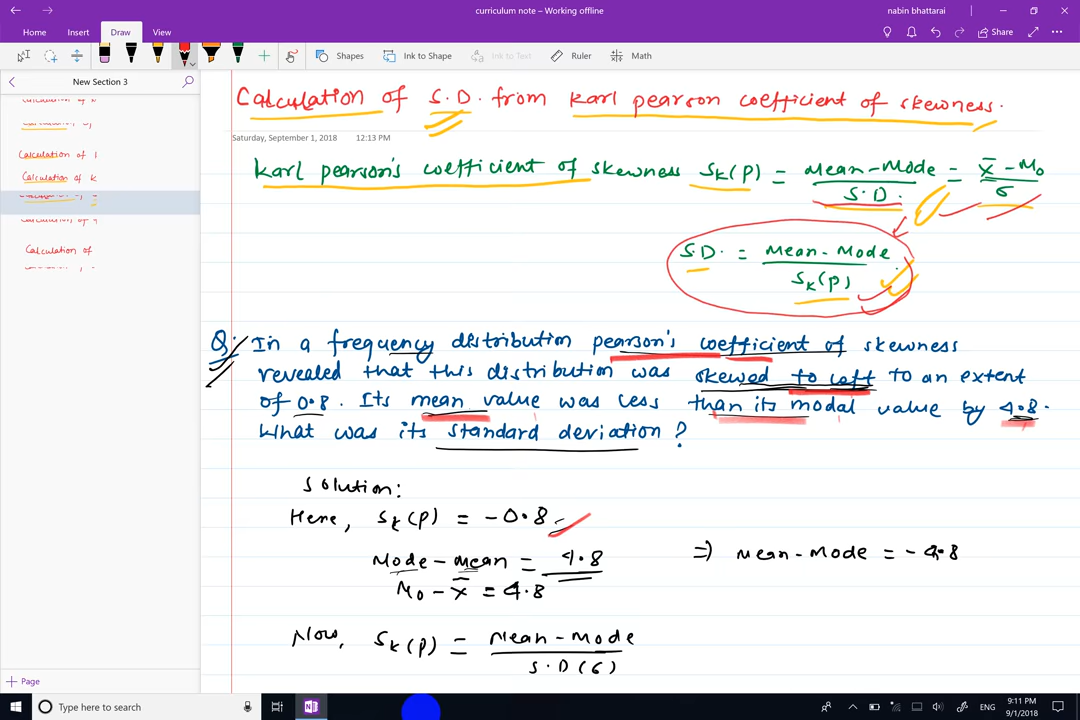 curriculum note – Working offline
nabin bhattarai
Home Insert Draw View
Share
Shapes Ink to Shape Ink to Text Ruler Math
New Section 3
Calculation of S.D. from Karl pearson coefficient of skewness.
Saturday, September 1, 2018 12:13 PM
Calculation of
Calculation of k
Calculation of
Karl pearson's coefficient of skewness Sk(p) = Mean-Mode / S.D. = X̄ - Mo / σ
S.D. = Mean-Mode / Sk(p)
Q: In a frequency distribution pearson's coefficient of skewness
revealed that this distribution was skewed to left to an extent
of 0.8. Its mean value was less than its modal value by 4.8.
What was its standard deviation?
Solution:
Here, Sk(p) = -0.8
Mode - mean = 4.8 ⇒ Mean-Mode = -4.8
Mo - X̄ = 4.8
Now, Sk(p) = Mean-Mode / S.D(σ)
+ Page
Type here to search
ENG
9:11 PM
9/1/2018